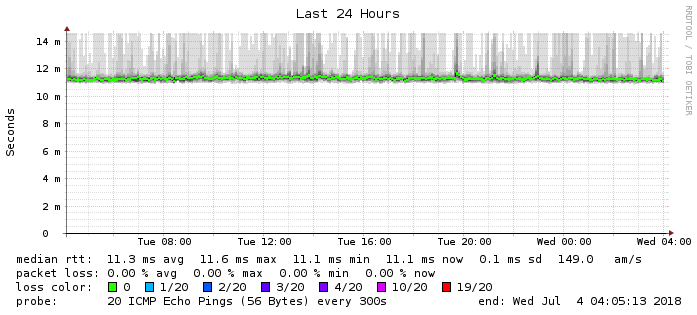 Last 24 Hours
RRDTOOL / TOBI OETIKER
Seconds
14 m
12 m
10 m
8 m
6 m
4 m
2 m
0
Tue 08:00 Tue 12:00 Tue 16:00 Tue 20:00 Wed 00:00 Wed 04:00
median rtt: 11.3 ms avg 11.6 ms max 11.1 ms min 11.1 ms now 0.1 ms sd 149.0 am/s
packet loss: 0.00 % avg 0.00 % max 0.00 % min 0.00 % now
loss color: 0 1/20 2/20 3/20 4/20 10/20 19/20
probe: 20 ICMP Echo Pings (56 Bytes) every 300s end: Wed Jul 4 04:05:13 2018